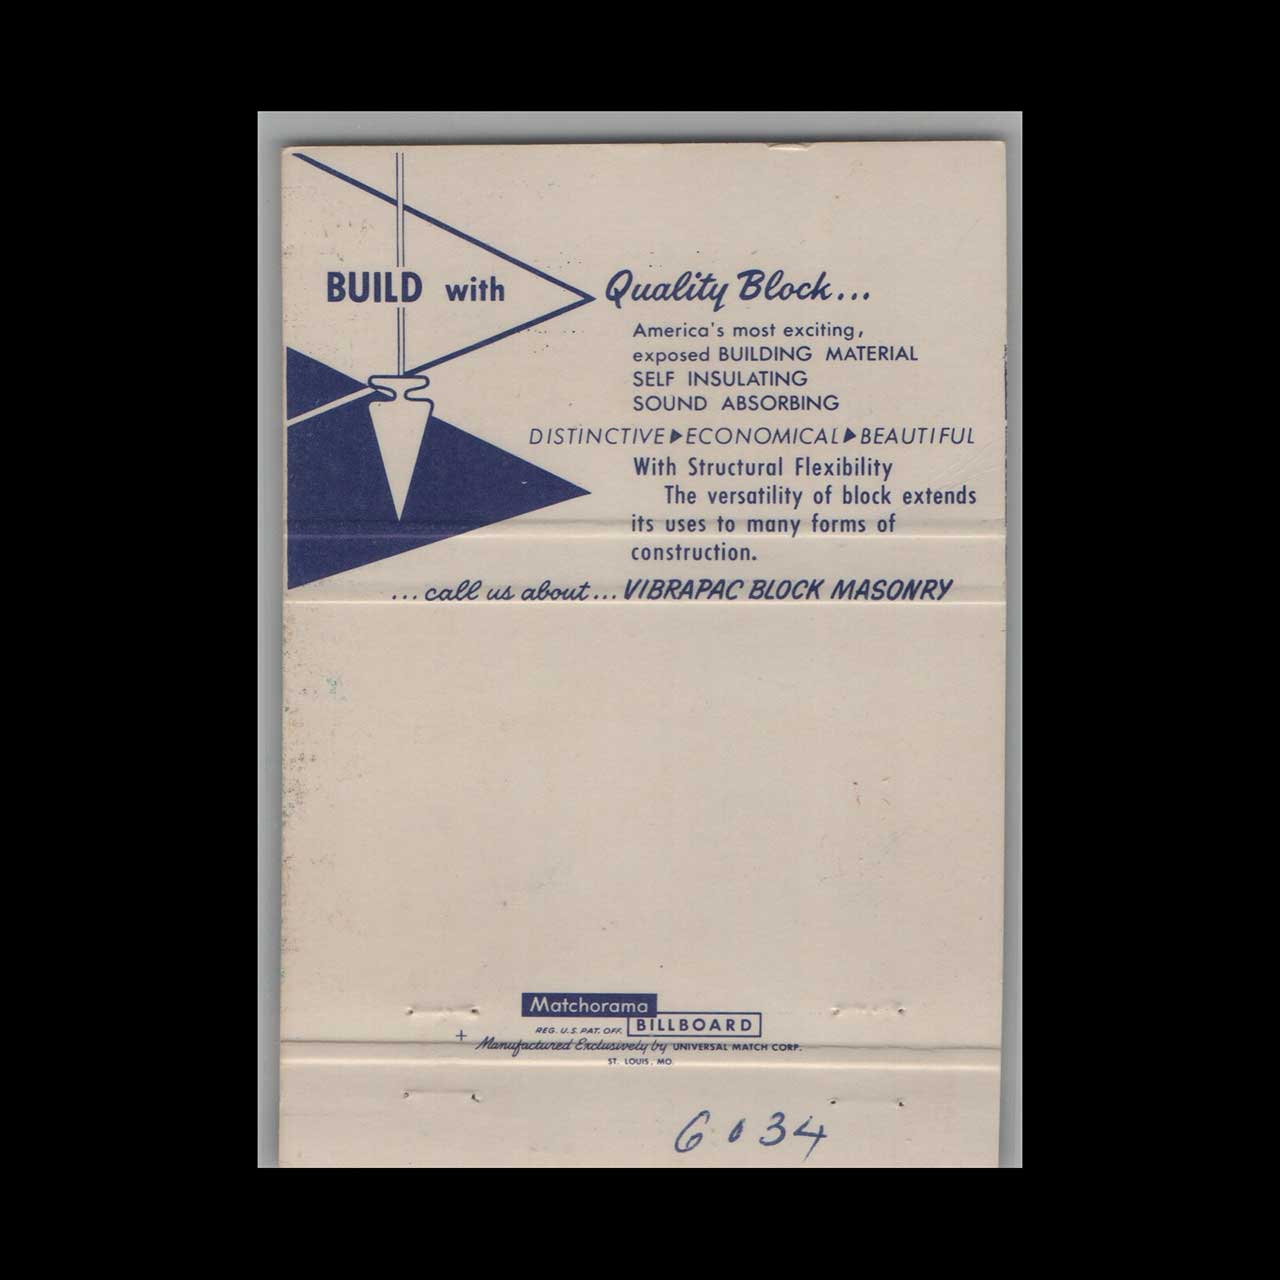 BUILD with Quality Block...
America's most exciting,
exposed BUILDING MATERIAL
SELF INSULATING
SOUND ABSORBING
DISTINCTIVE▶ECONOMICAL▶BEAUTIFUL
With Structural Flexibility
The versatility of block extends
its uses to many forms of
construction.
...call us about...VIBRAPAC BLOCK MASONRY
Matchorama
REG. U.S. PAT. OFF. BILLBOARD
Manufactured Exclusively by UNIVERSAL MATCH CORP.
ST. LOUIS, MO.
6034